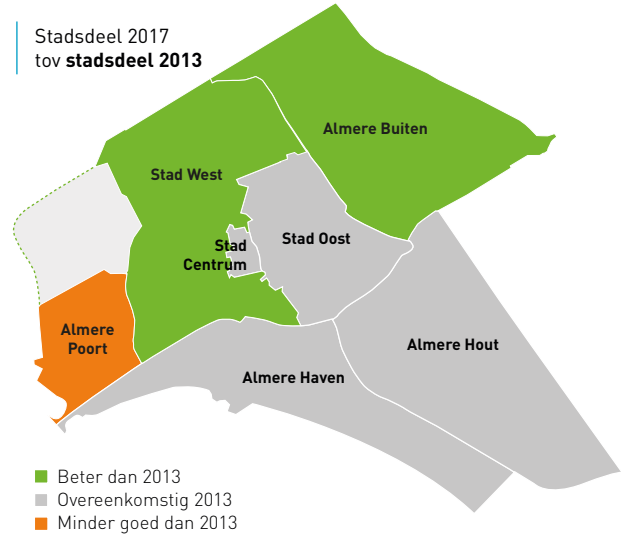 Stadsdeel 2017
tov stadsdeel 2013
Almere Buiten
Stad West
Stad Oost
Stad
Centrum
Almere
Poort
Almere Hout
Almere Haven
Beter dan 2013
Overeenkomstig 2013
Minder goed dan 2013